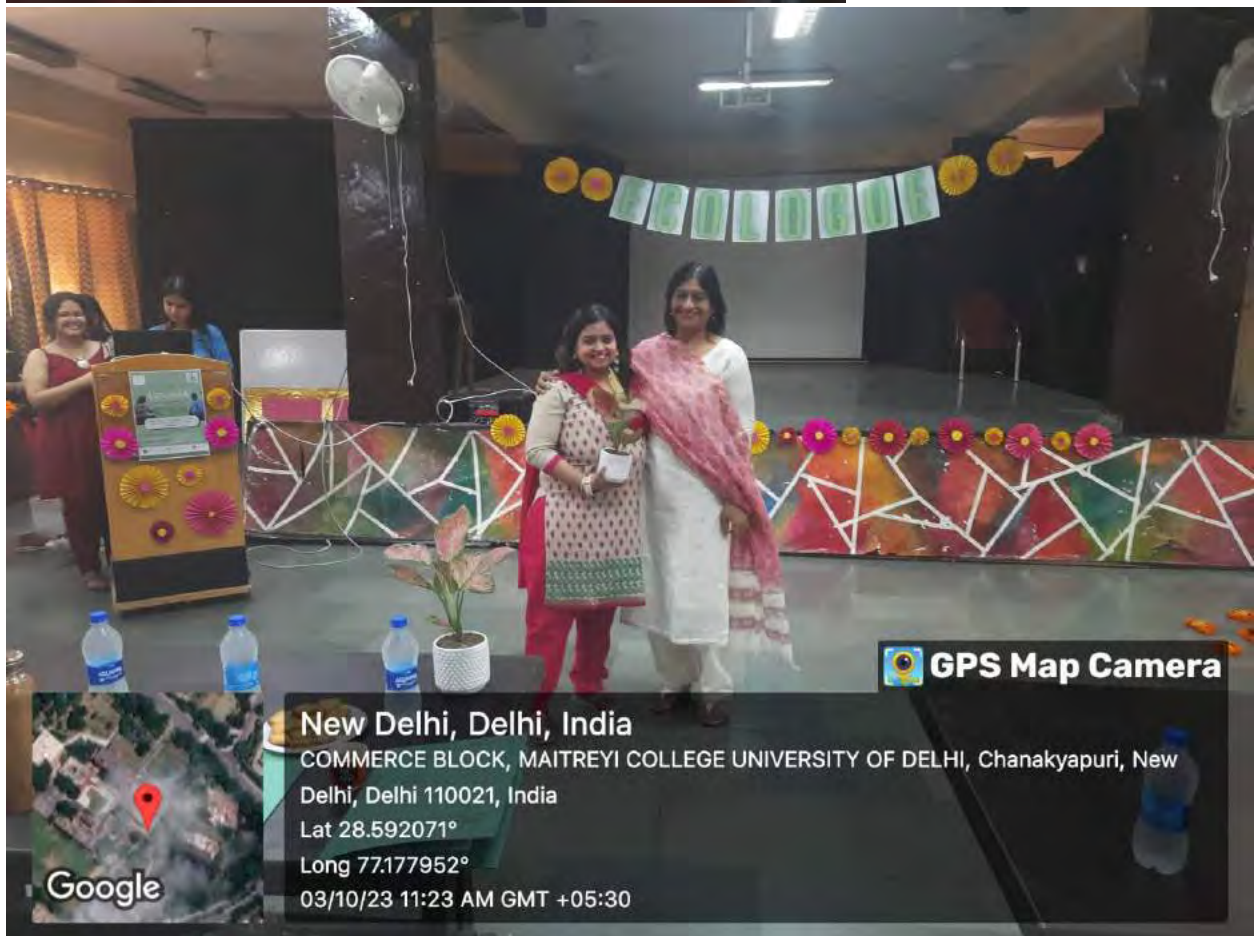 ECOLOGUE
GPS Map Camera
New Delhi, Delhi, India
COMMERCE BLOCK, MAITREYI COLLEGE UNIVERSITY OF DELHI, Chanakyapuri, New
Delhi, Delhi 110021, India
Lat 28.592071°
Long 77.177952°
03/10/23 11:23 AM GMT +05:30
Google